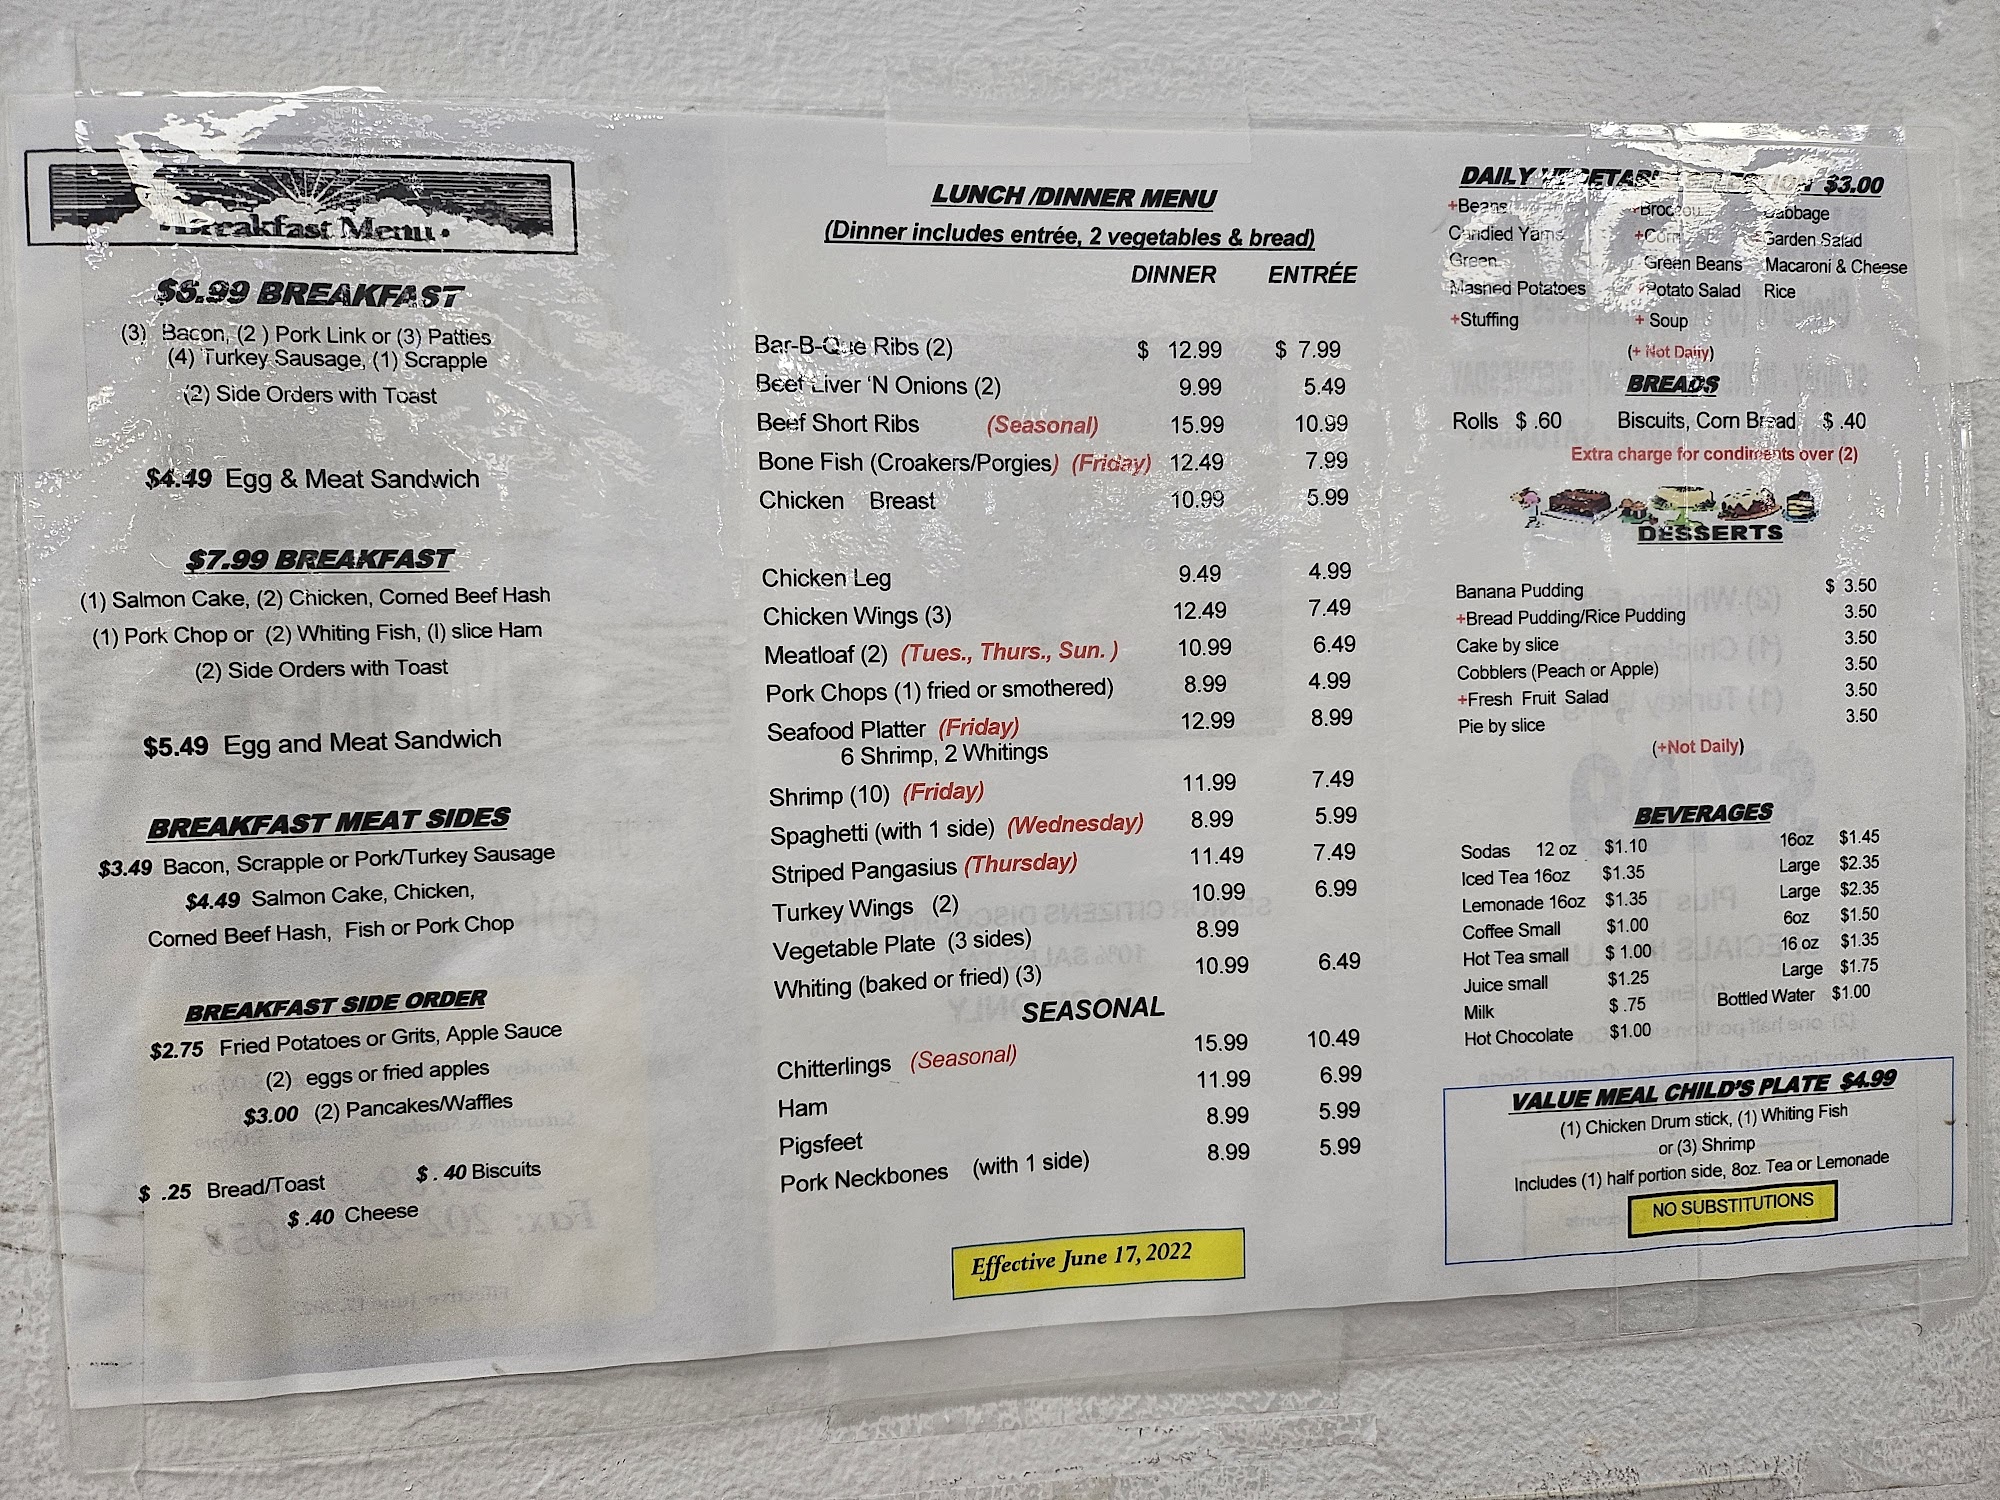 Breakfast Menu
$6.99 BREAKFAST
(3) Bacon, (2 ) Pork Link or (3) Patties
(4) Turkey Sausage, (1) Scrapple
(2) Side Orders with Toast
$4.49 Egg & Meat Sandwich
$7.99 BREAKFAST
(1) Salmon Cake, (2) Chicken, Corned Beef Hash
(1) Pork Chop or (2) Whiting Fish, (I) slice Ham
(2) Side Orders with Toast
$5.49 Egg and Meat Sandwich
BREAKFAST MEAT SIDES
$3.49 Bacon, Scrapple or Pork/Turkey Sausage
$4.49 Salmon Cake, Chicken,
Corned Beef Hash, Fish or Pork Chop
BREAKFAST SIDE ORDER
$2.75 Fried Potatoes or Grits, Apple Sauce
(2) eggs or fried apples
$3.00 (2) Pancakes/Waffles
$ .25 Bread/Toast $ . 40 Biscuits
$ .40 Cheese
LUNCH /DINNER MENU
(Dinner includes entrée, 2 vegetables & bread)
DINNER ENTRÉE
Bar-B-Que Ribs (2) $ 12.99 $ 7.99
Beef Liver ‘N Onions (2) 9.99 5.49
Beef Short Ribs (Seasonal) 15.99 10.99
Bone Fish (Croakers/Porgies) (Friday) 12.49 7.99
Chicken Breast 10.99 5.99
Chicken Leg 9.49 4.99
Chicken Wings (3) 12.49 7.49
Meatloaf (2) (Tues., Thurs., Sun. ) 10.99 6.49
Pork Chops (1) fried or smothered) 8.99 4.99
Seafood Platter (Friday) 12.99 8.99
6 Shrimp, 2 Whitings
Shrimp (10) (Friday) 11.99 7.49
Spaghetti (with 1 side) (Wednesday) 8.99 5.99
Striped Pangasius (Thursday) 11.49 7.49
Turkey Wings (2) 10.99 6.99
Vegetable Plate (3 sides) 8.99
Whiting (baked or fried) (3) 10.99 6.49
SEASONAL
Chitterlings (Seasonal) 15.99 10.49
Ham 11.99 6.99
Pigsfeet 8.99 5.99
Pork Neckbones (with 1 side) 8.99 5.99
Effective June 17, 2022
DAILY VEGETABLE SELECTION $3.00
+Beans +Broccoli Cabbage
Candied Yams +Corn Garden Salad
Green Green Beans Macaroni & Cheese
Mashed Potatoes +Potato Salad Rice
+Stuffing + Soup
(+ Not Daily)
BREADS
Rolls $ .60 Biscuits, Corn Bread $ .40
Extra charge for condiments over (2)
DESSERTS
Banana Pudding $ 3.50
+Bread Pudding/Rice Pudding 3.50
Cake by slice 3.50
Cobblers (Peach or Apple) 3.50
+Fresh Fruit Salad 3.50
Pie by slice 3.50
(+Not Daily)
BEVERAGES
Sodas 12 oz $1.10 16oz $1.45
Iced Tea 16oz $1.35 Large $2.35
Lemonade 16oz $1.35 Large $2.35
Coffee Small $1.00 6oz $1.50
Hot Tea small $ 1.00 16 oz $1.35
Juice small $1.25 Large $1.75
Milk $ .75 Bottled Water $1.00
Hot Chocolate $1.00
VALUE MEAL CHILD’S PLATE $4.99
(1) Chicken Drum stick, (1) Whiting Fish
or (3) Shrimp
Includes (1) half portion side, 8oz. Tea or Lemonade
NO SUBSTITUTIONS